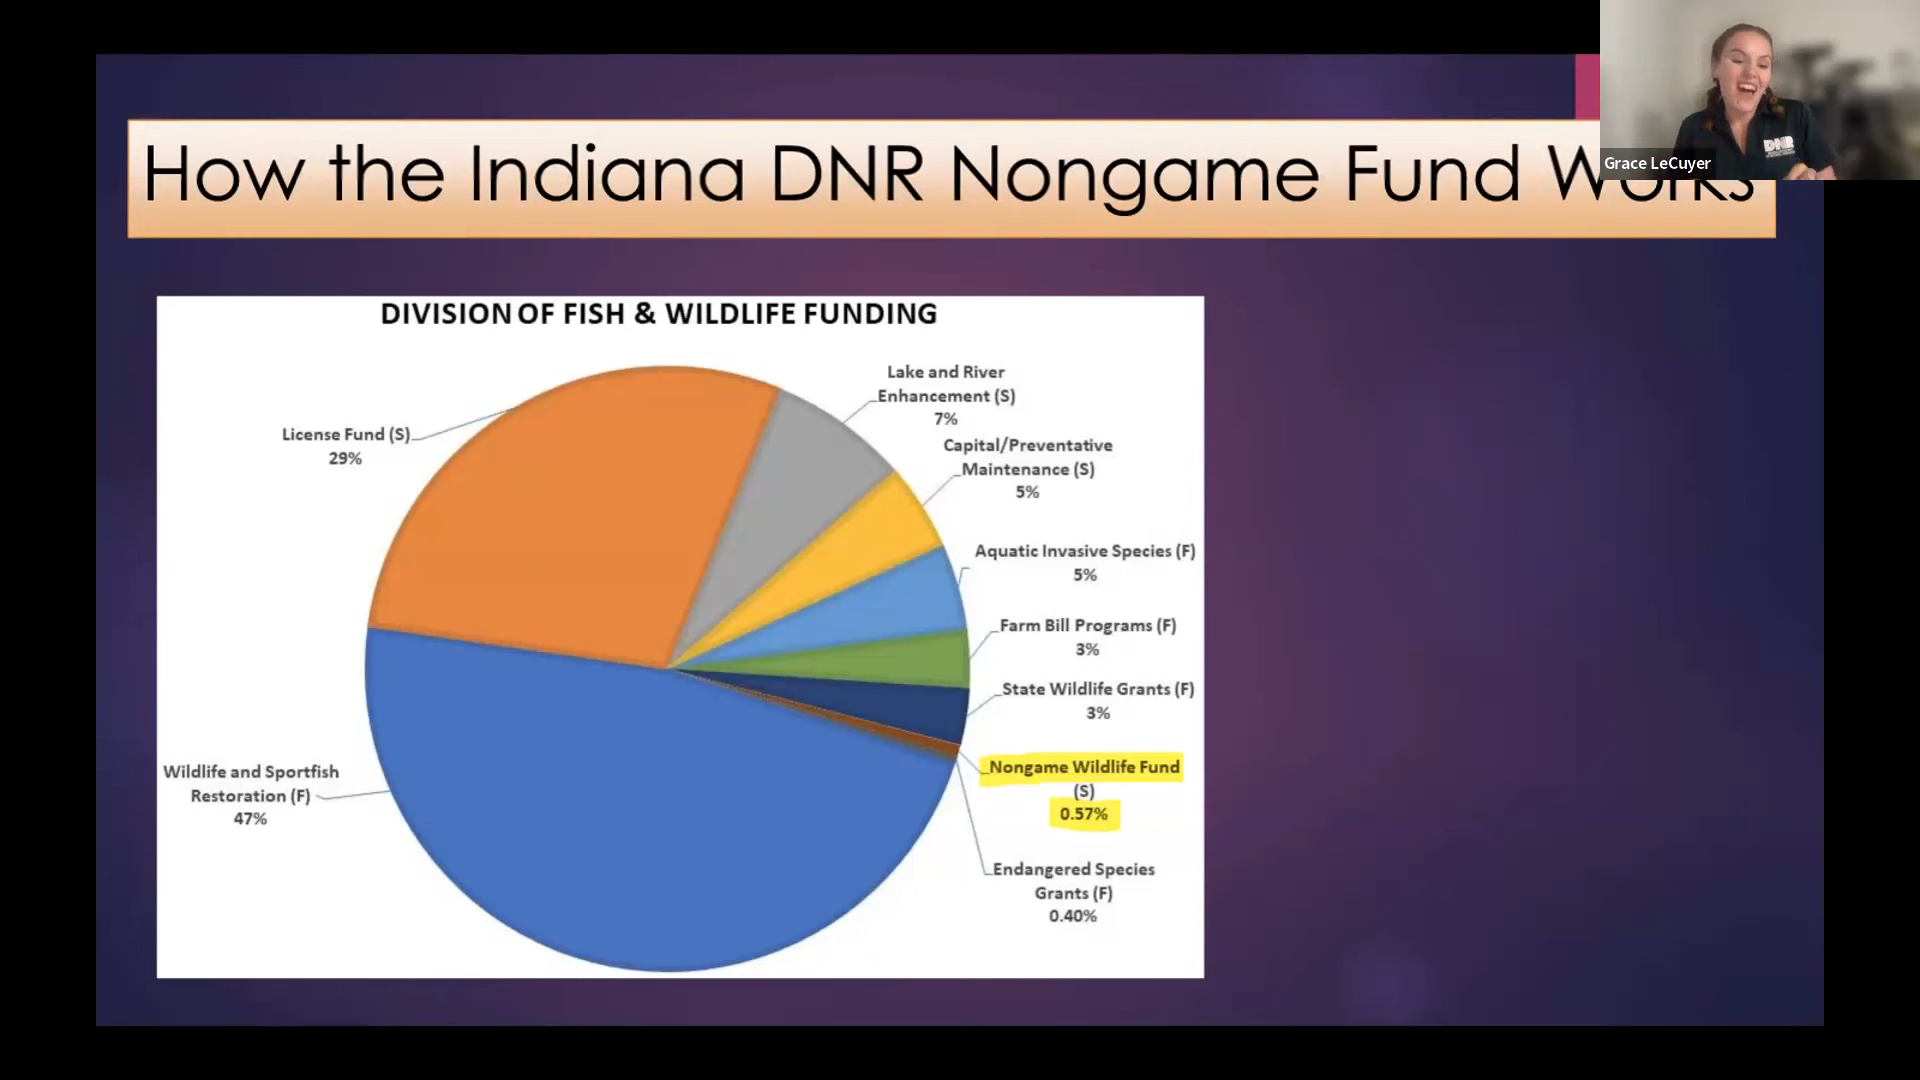 How the Indiana DNR Nongame Fund Works
DNR
Grace LeCuyer
DIVISION OF FISH & WILDLIFE FUNDING
License Fund (S)
29%
Lake and River
Enhancement (S)
7%
Capital/Preventative
Maintenance (S)
5%
Aquatic Invasive Species (F)
5%
Farm Bill Programs (F)
3%
State Wildlife Grants (F)
3%
Nongame Wildlife Fund
(S)
0.57%
Endangered Species
Grants (F)
0.40%
Wildlife and Sportfish
Restoration (F)
47%